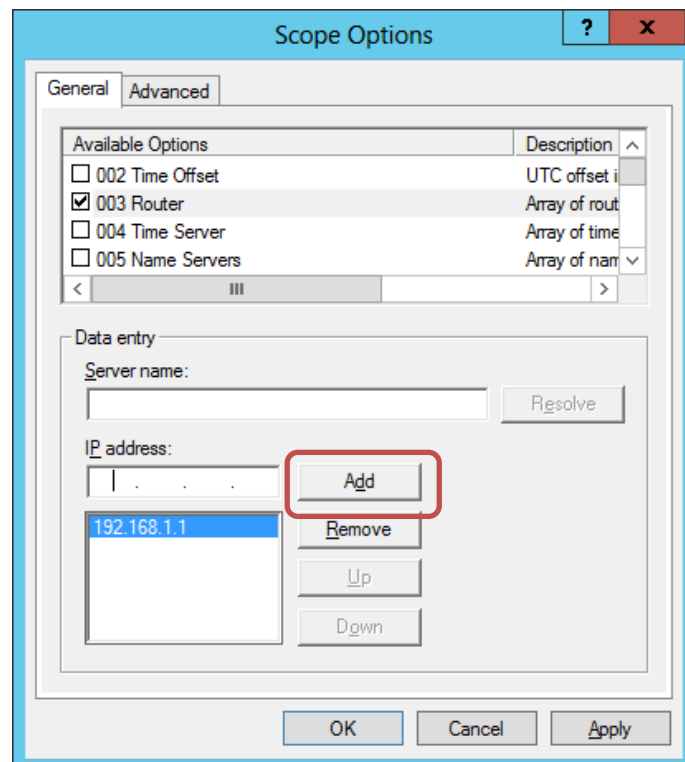 Scope Options
? x
General Advanced
Available Options Description
002 Time Offset UTC offset i
003 Router Array of rout
004 Time Server Array of time
005 Name Servers Array of nam
Data entry
Server name:
Resolve
IP address:
. . . Add
192.168.1.1 Remove
Up
Down
OK Cancel Apply